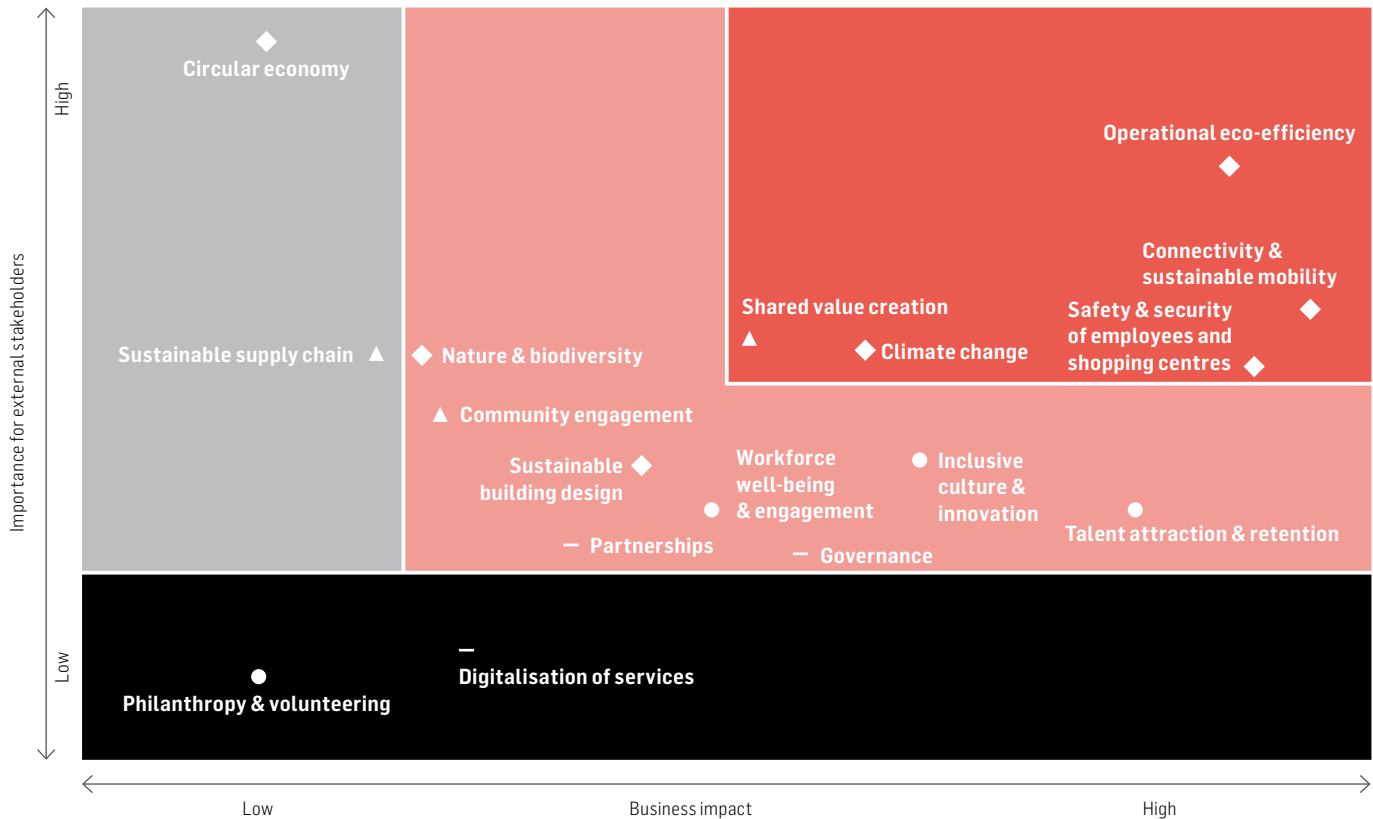 High
Importance for external stakeholders
Low
Circular economy
Operational eco-efficiency
Connectivity &
sustainable mobility
Shared value creation
Safety & security
of employees and
shopping centres
Climate change
Sustainable supply chain
Nature & biodiversity
Community engagement
Sustainable
building design
Workforce
well-being
& engagement
Inclusive
culture &
innovation
Talent attraction & retention
Partnerships
Governance
Digitalisation of services
Philanthropy & volunteering
Low
Business impact
High